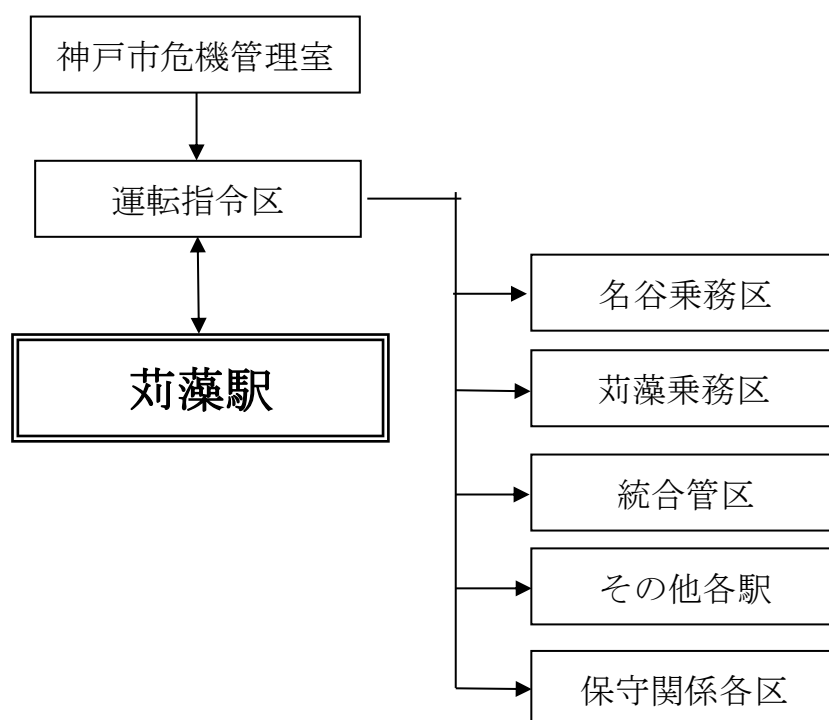 神戸市危機管理室
運転指令区
苅藻駅
名谷乗務区
苅藻乗務区
統合管区
その他各駅
保守関係各区